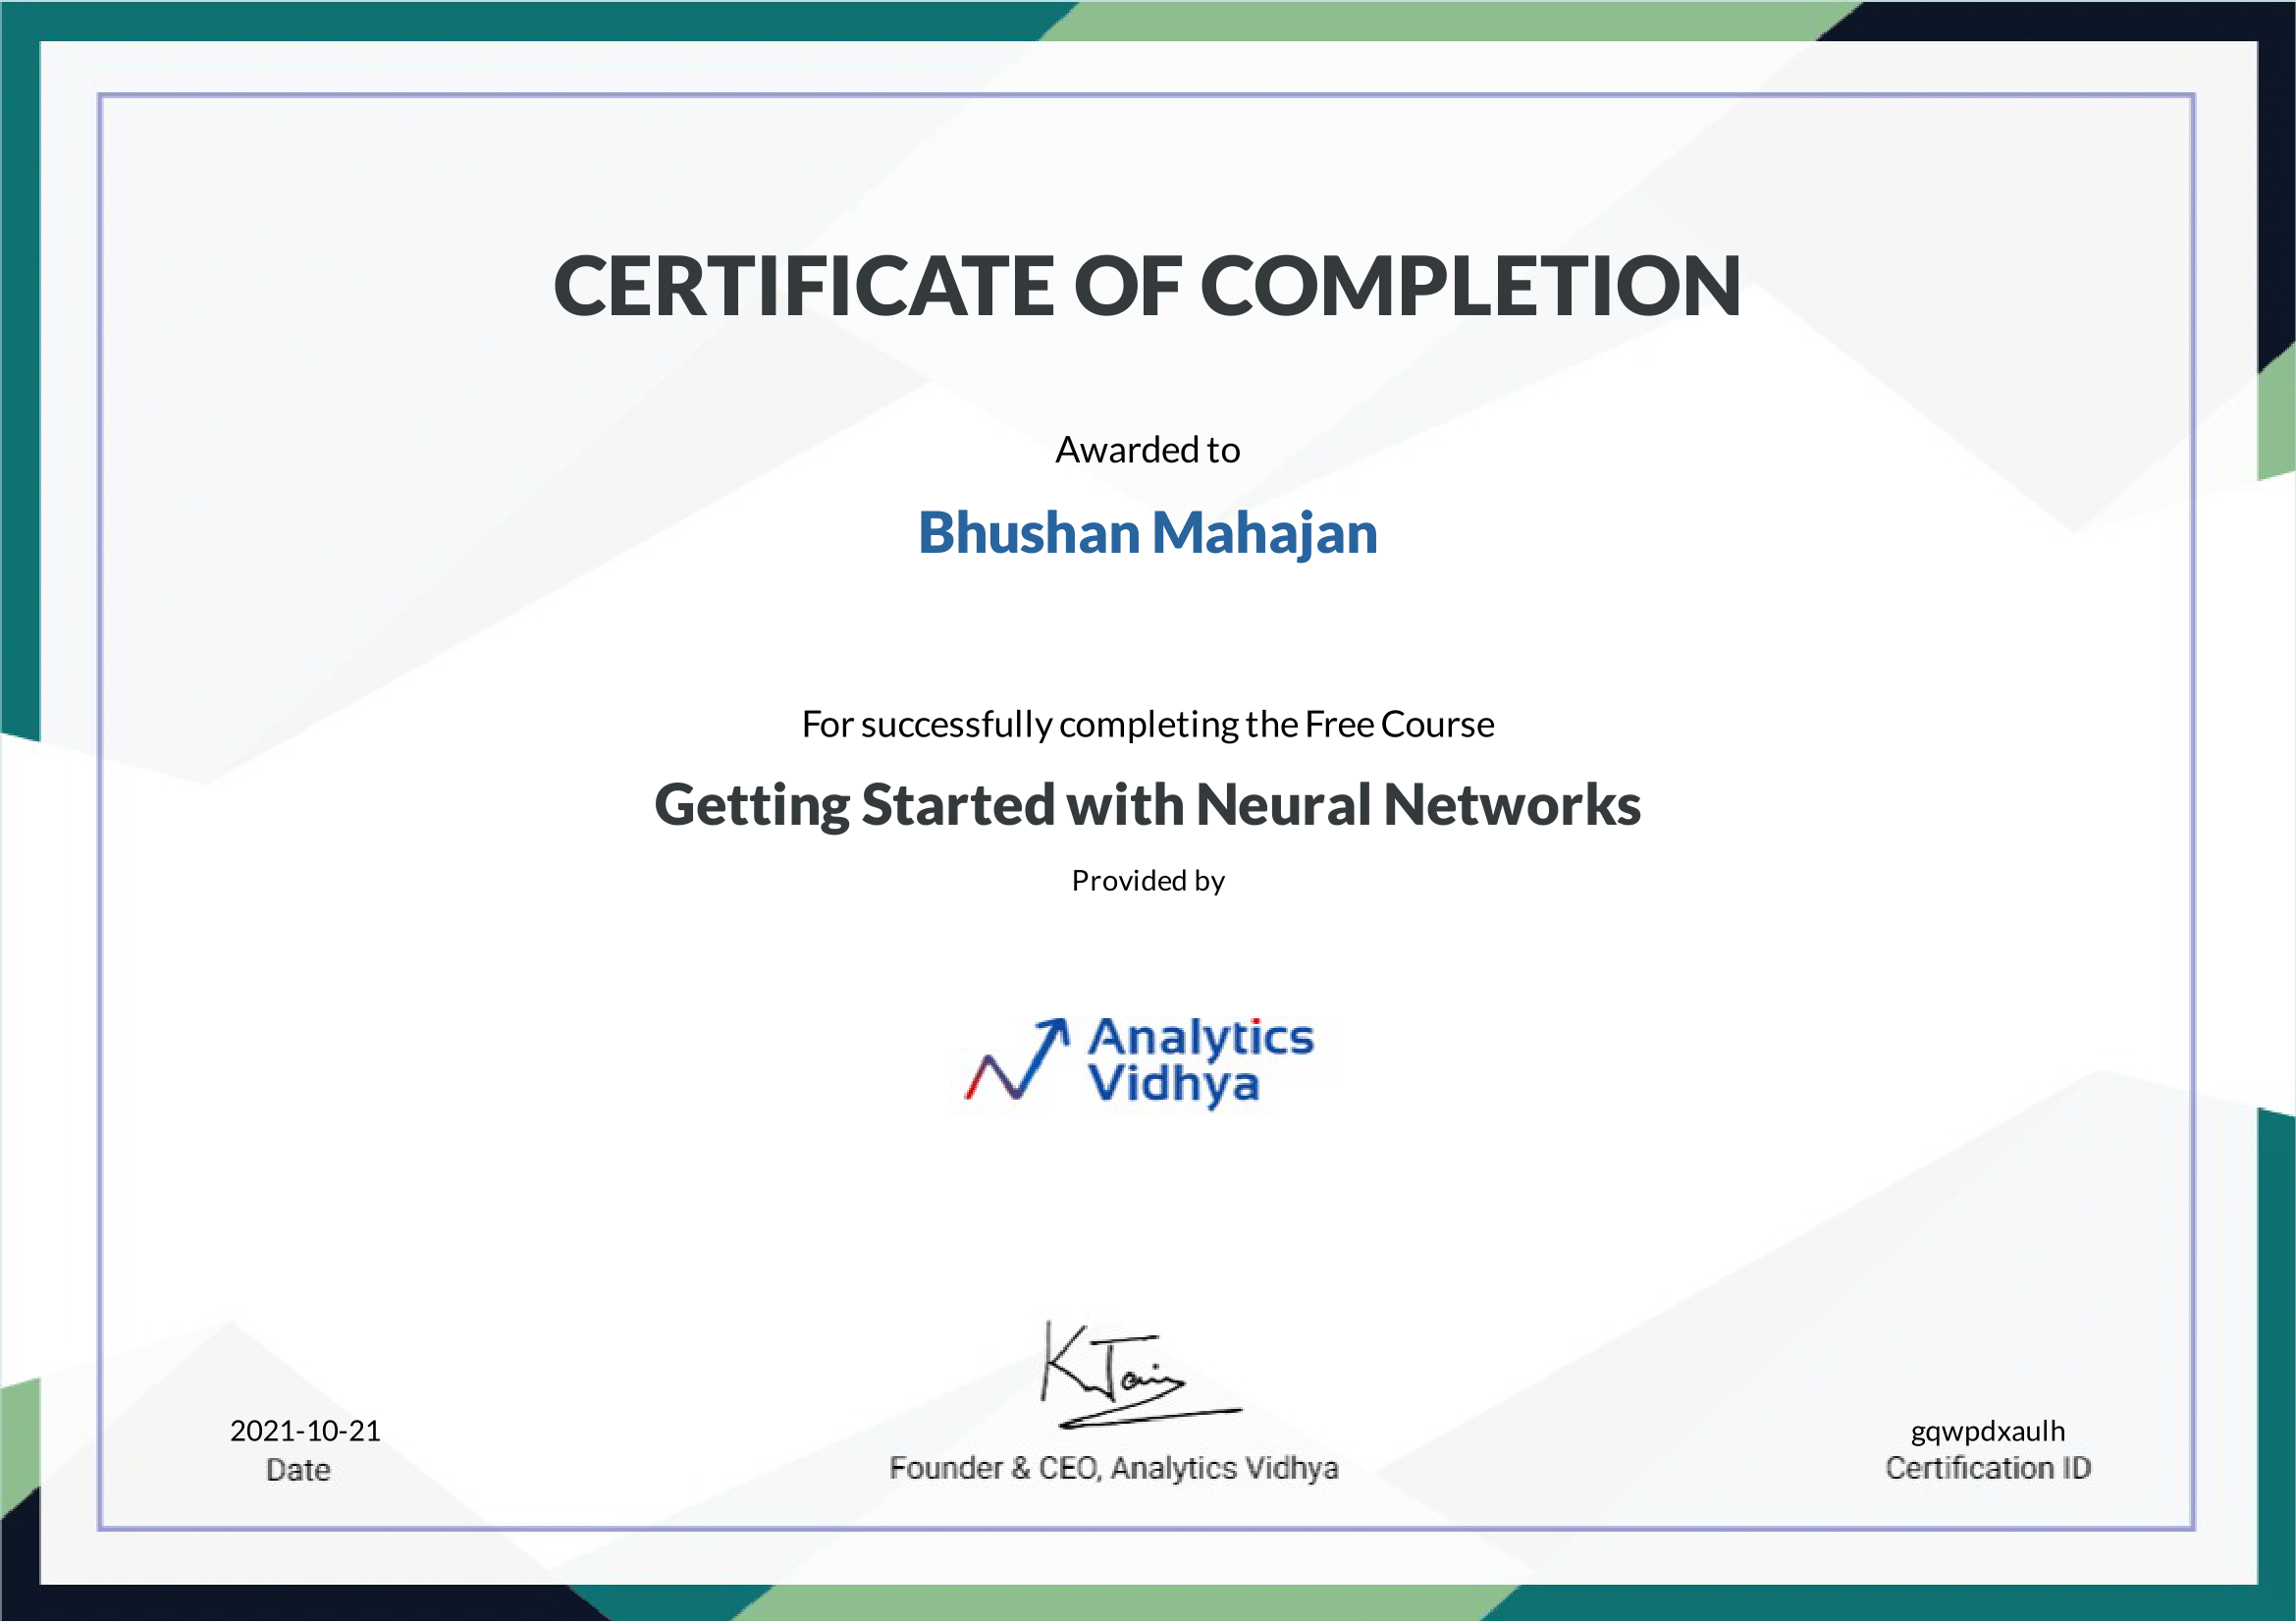 CERTIFICATE OF COMPLETION
Awarded to
Bhushan Mahajan
For successfully completing the Free Course
Getting Started with Neural Networks
Provided by
Analytics
Vidhya
KJain
2021-10-21
Date
Founder & CEO, Analytics Vidhya
gqwpdxaulh
Certification ID